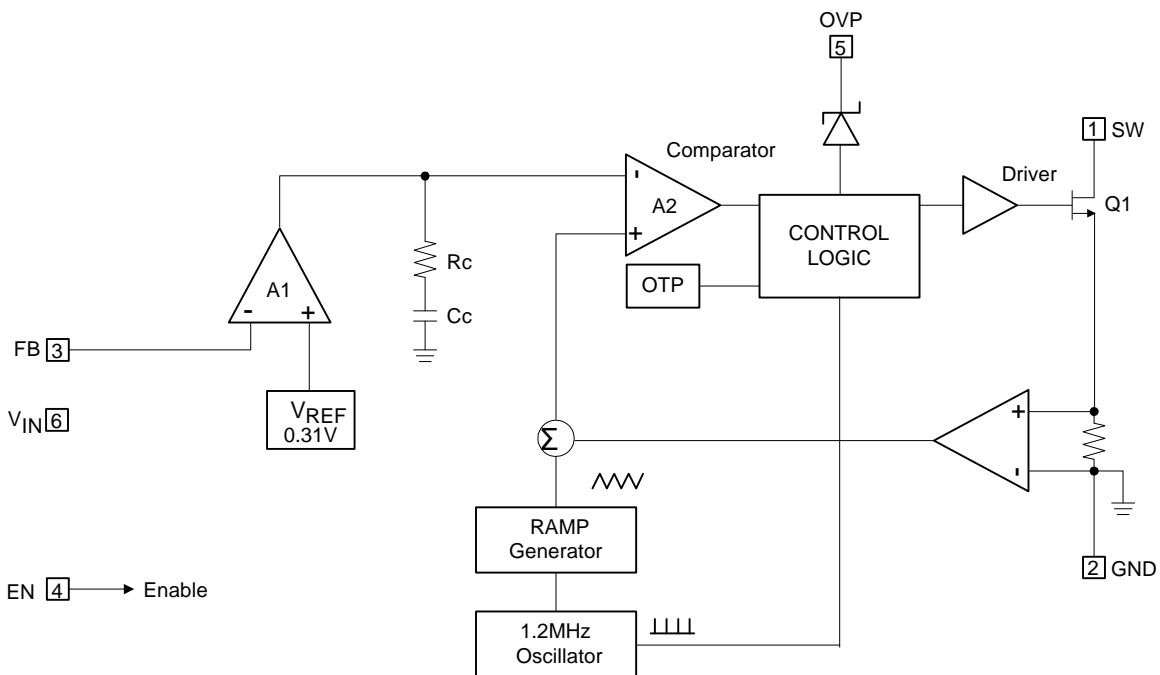 OVP
5
1 SW
Comparator
Driver
-
A2
+
Q1
CONTROL
LOGIC
Rc
OTP
A1
Cc
-
+
FB 3
VREF
0.31V
VIN 6
+
Σ
-
RAMP
Generator
2 GND
EN 4
Enable
1.2MHz
Oscillator